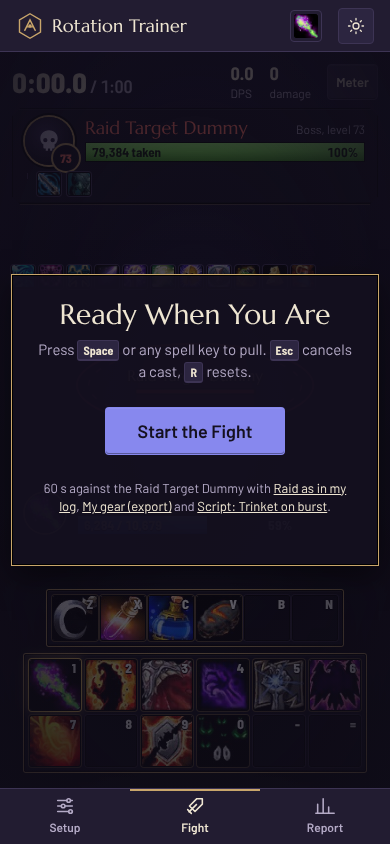 Rotation Trainer
0:00.0 / 1:00
0.0 0
DPS damage
Meter
Raid Target Dummy
Boss, level 73
73
79,384 taken 100%
Ready When You Are
Press Space or any spell key to pull. Esc cancels
a cast, R resets.
Start the Fight
60 s against the Raid Target Dummy with Raid as in my
log, My gear (export) and Script: Trinket on burst.
Z X C V B N
1 2 3 4 5 6
7 8 9 0 - =
Setup Fight Report